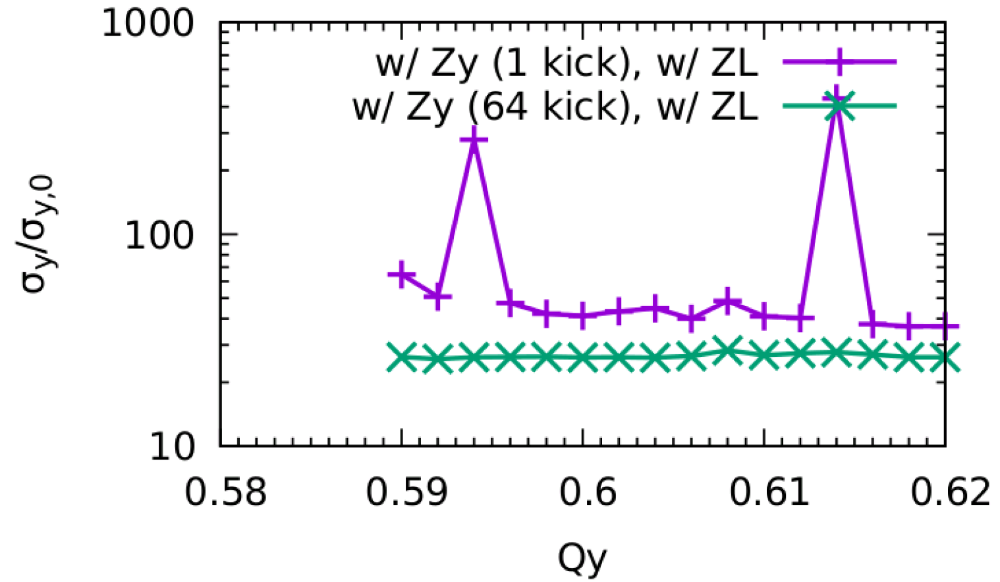 1000
w/ Zy (1 kick), w/ ZL
w/ Zy (64 kick), w/ ZL
σy/σy,0
100
10
0.58 0.59 0.6 0.61 0.62
Qy